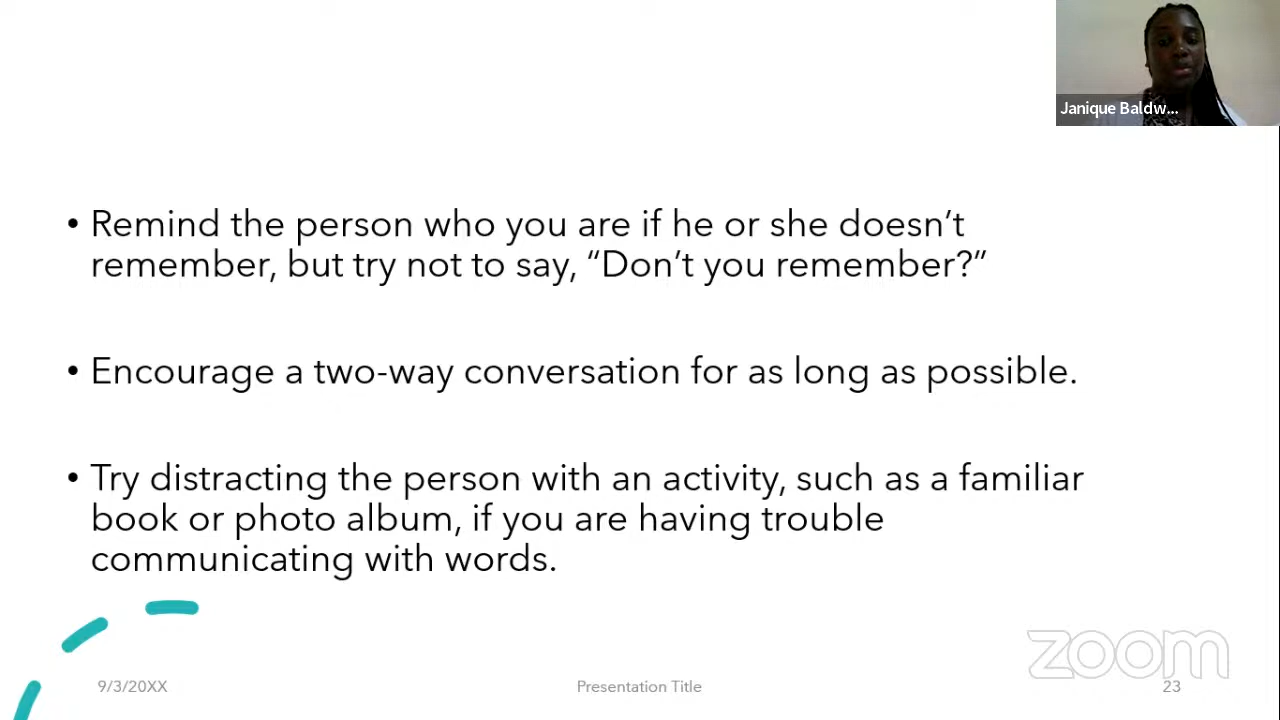 Janique Baldw...
• Remind the person who you are if he or she doesn’t
remember, but try not to say, “Don’t you remember?”
• Encourage a two-way conversation for as long as possible.
• Try distracting the person with an activity, such as a familiar
book or photo album, if you are having trouble
communicating with words.
zoom
9/3/20XX
Presentation Title
23